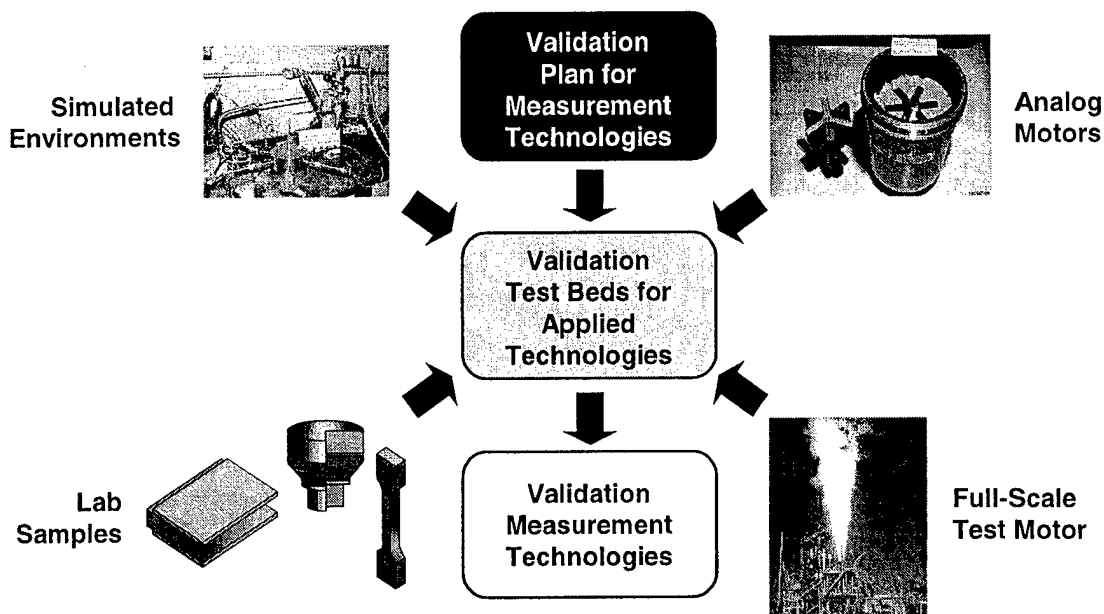 Simulated
Environments
Validation
Plan for
Measurement
Technologies
Analog
Motors
Validation
Test Beds for
Applied
Technologies
Lab
Samples
Validation
Measurement
Technologies
Full-Scale
Test Motor